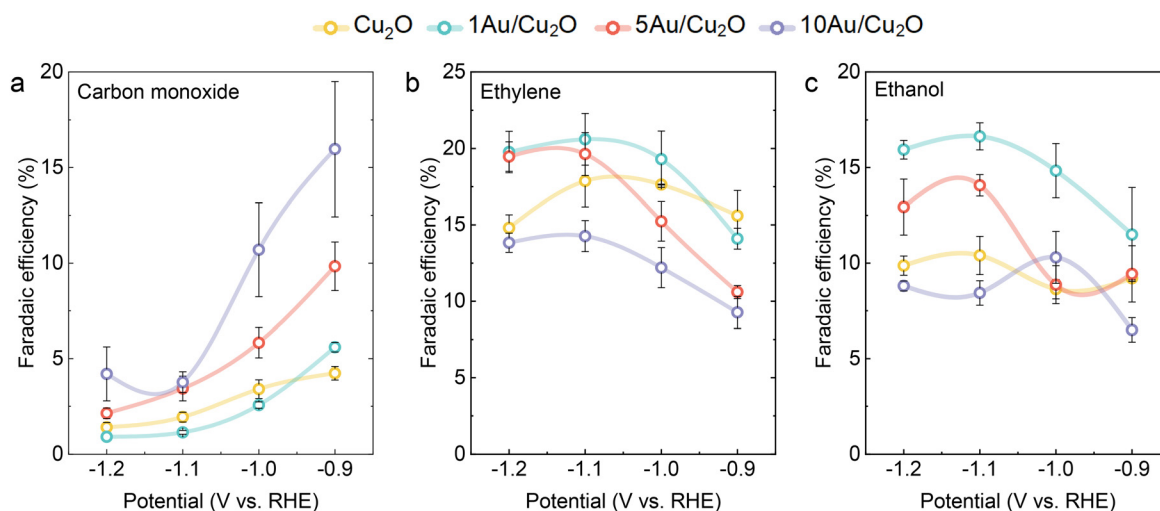 Cu₂O 1Au/Cu₂O 5Au/Cu₂O 10Au/Cu₂O
a
Carbon monoxide
Faradaic efficiency (%)
20
15
10
5
0
-1.2 -1.1 -1.0 -0.9
Potential (V vs. RHE)
b
Ethylene
Faradaic efficiency (%)
25
20
15
10
5
0
-1.2 -1.1 -1.0 -0.9
Potential (V vs. RHE)
c
Ethanol
Faradaic efficiency (%)
20
15
10
5
0
-1.2 -1.1 -1.0 -0.9
Potential (V vs. RHE)